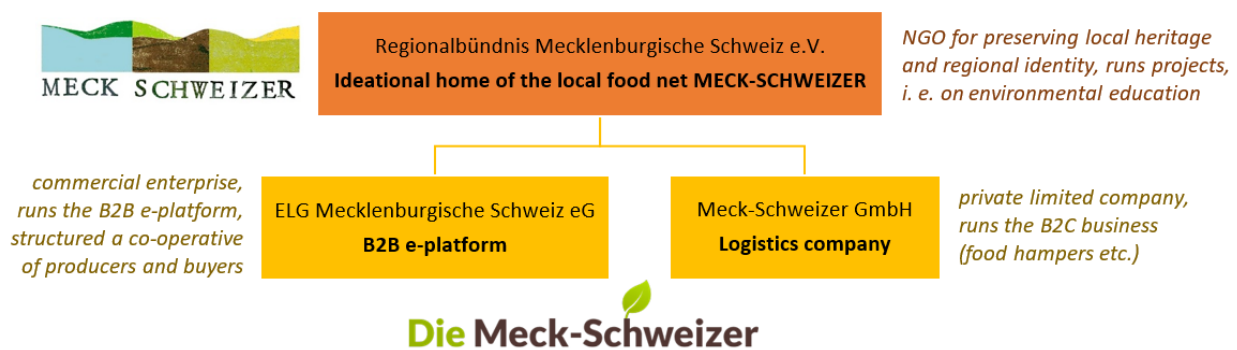 MECK SCHWEIZER
Regionalbündnis Mecklenburgische Schweiz e.V.
Ideational home of the local food net MECK-SCHWEIZER
NGO for preserving local heritage
and regional identity, runs projects,
i. e. on environmental education
commercial enterprise,
runs the B2B e-platform,
structured a co-operative
of producers and buyers
ELG Mecklenburgische Schweiz eG
B2B e-platform
Meck-Schweizer GmbH
Logistics company
private limited company,
runs the B2C business
(food hampers etc.)
Die Meck-Schweizer